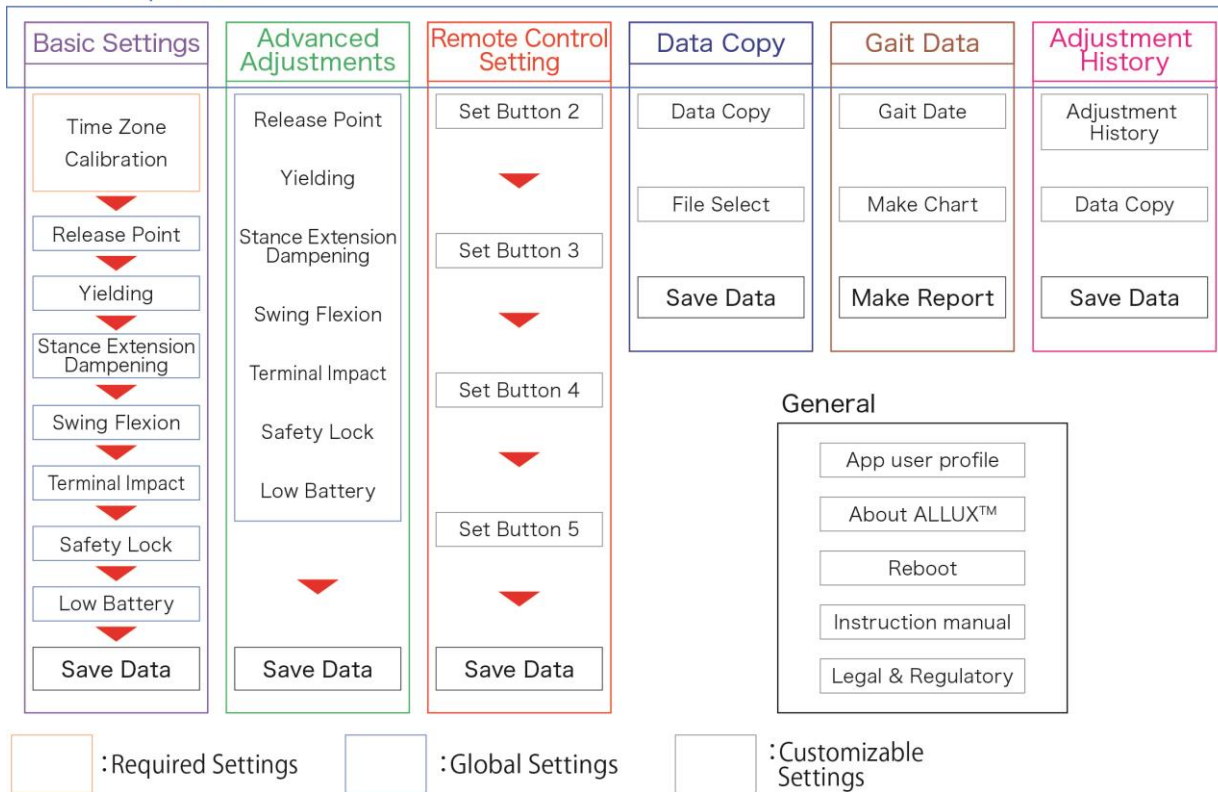 Basic Settings
Time Zone
Calibration
Release Point
Yielding
Stance Extension
Dampening
Swing Flexion
Terminal Impact
Safety Lock
Low Battery
Save Data
Advanced
Adjustments
Release Point
Yielding
Stance Extension
Dampening
Swing Flexion
Terminal Impact
Safety Lock
Low Battery
Save Data
Remote Control
Setting
Set Button 2
Set Button 3
Set Button 4
Set Button 5
Save Data
Data Copy
Data Copy
File Select
Save Data
Gait Data
Gait Date
Make Chart
Make Report
Adjustment
History
Adjustment
History
Data Copy
Save Data
General
App user profile
About ALLUX™
Reboot
Instruction manual
Legal & Regulatory
:Required Settings
:Global Settings
:Customizable
Settings